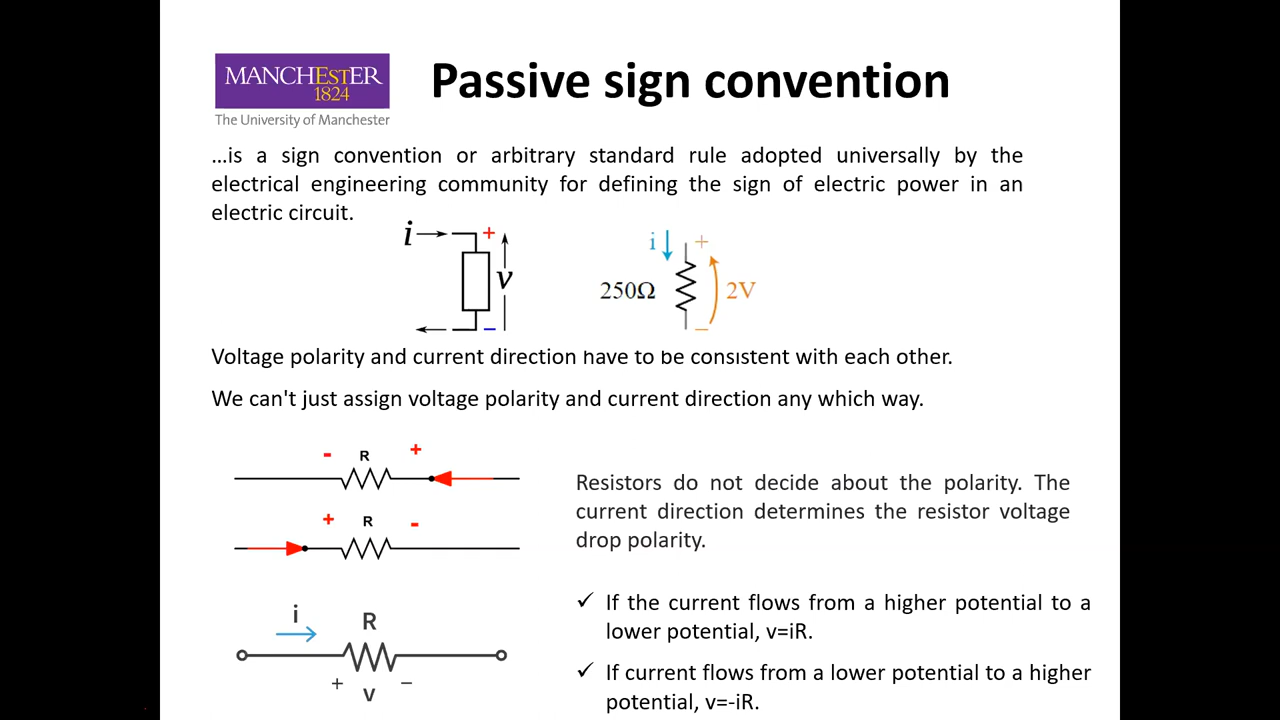 MANCHESTER
1824
The University of Manchester
Passive sign convention
...is a sign convention or arbitrary standard rule adopted universally by the
electrical engineering community for defining the sign of electric power in an
electric circuit.
i + v -
i + 250Ω 2V -
Voltage polarity and current direction have to be consistent with each other.
We can't just assign voltage polarity and current direction any which way.
- R +
+ R -
Resistors do not decide about the polarity. The
current direction determines the resistor voltage
drop polarity.
i
R
+ v −
✓ If the current flows from a higher potential to a
lower potential, v=iR.
✓ If current flows from a lower potential to a higher
potential, v=-iR.